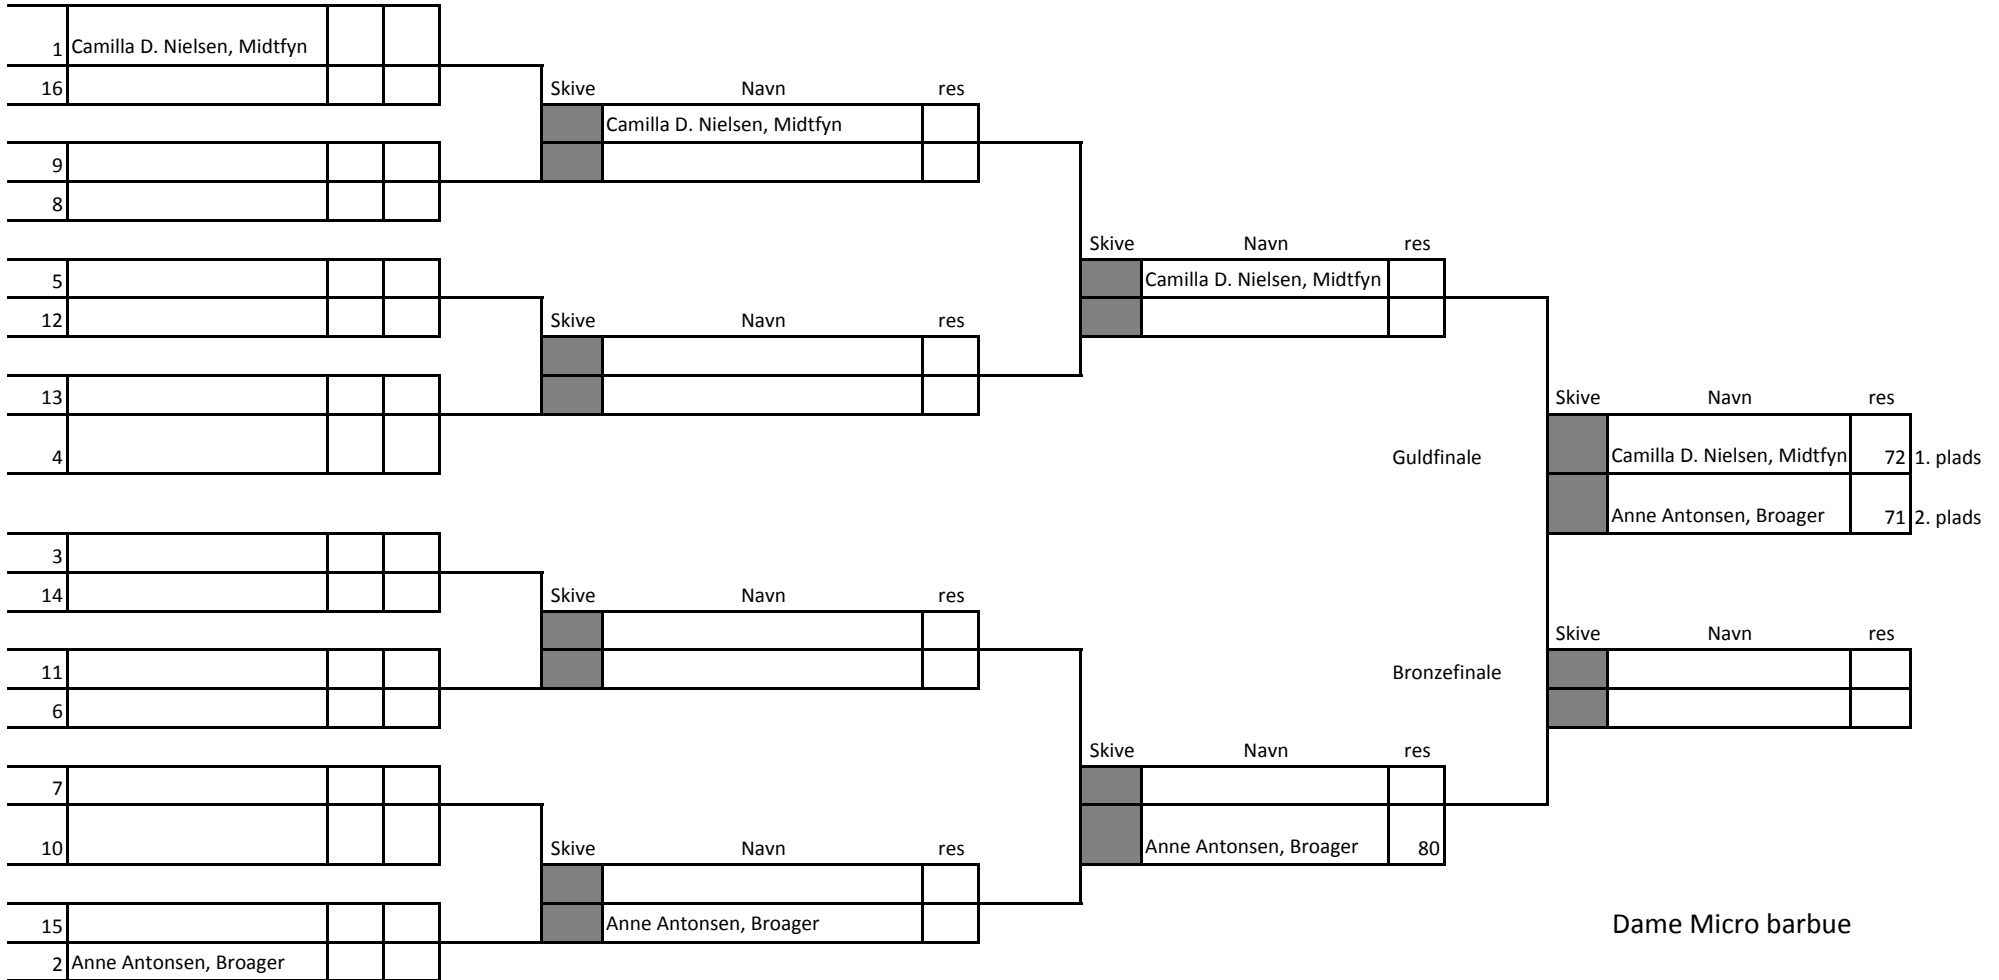 1 Camilla D. Nielsen, Midtfyn
16
Skive Navn res
Camilla D. Nielsen, Midtfyn
9
8
Skive Navn res
5
Camilla D. Nielsen, Midtfyn
12
Skive Navn res
13
Skive Navn res
4
Guldfinale
Camilla D. Nielsen, Midtfyn 72 1. plads
Anne Antonsen, Broager 71 2. plads
3
14
Skive Navn res
Skive Navn res
11
Bronzefinale
6
Skive Navn res
7
10
Skive Navn res
Anne Antonsen, Broager 80
15
Anne Antonsen, Broager
Dame Micro barbue
2 Anne Antonsen, Broager